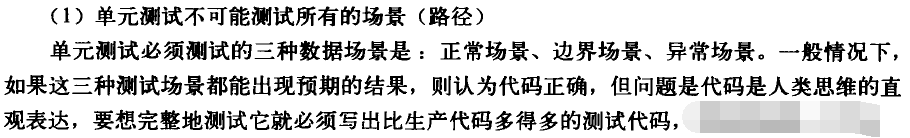 （1）单元测试不可能测试所有的场景（路径）
单元测试必须测试的三种数据场景是：正常场景、边界场景、异常场景。一般情况下，
如果这三种测试场景都能出现预期的结果，则认为代码正确，但问题是代码是人类思维的直
观表达，要想完整地测试它就必须写出比生产代码多得多的测试代码，